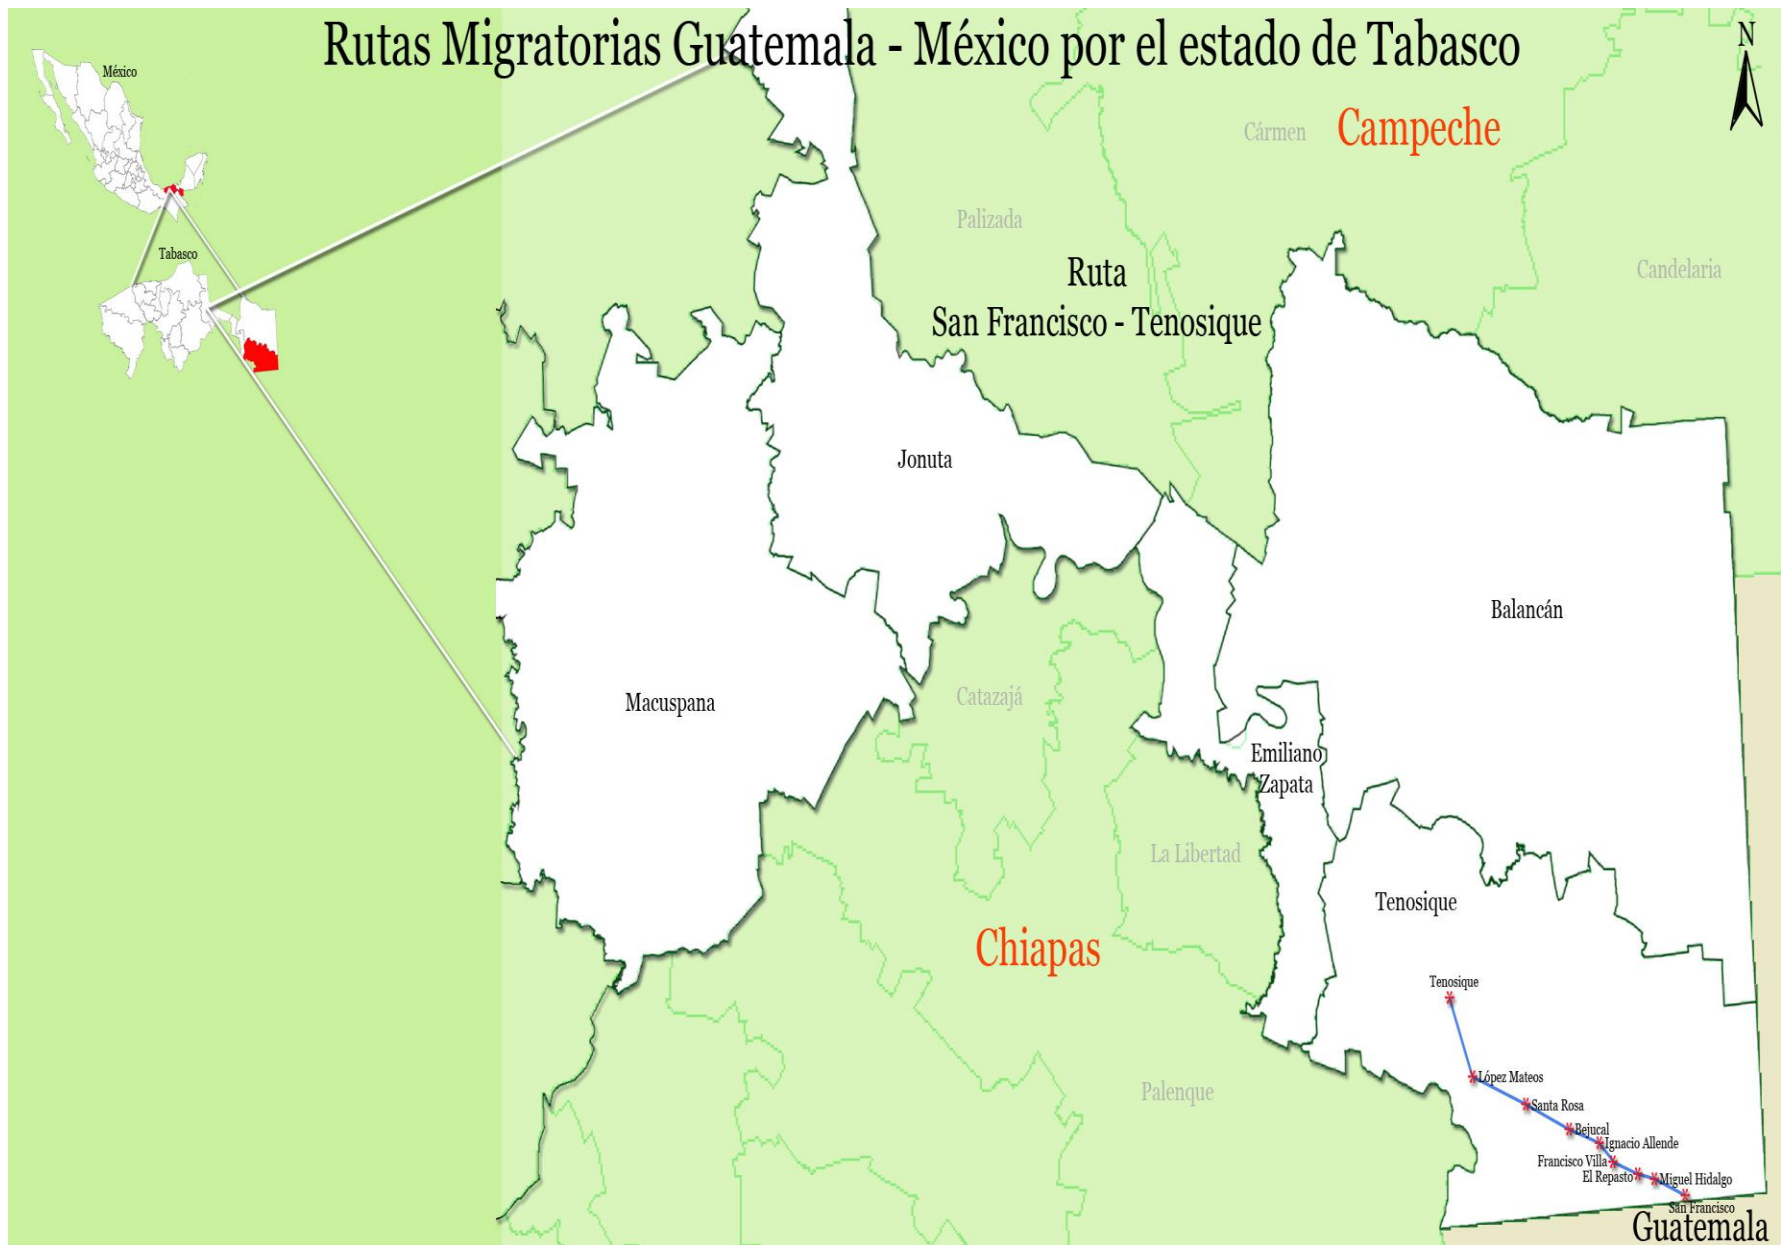 Rutas Migratorias Guatemala - México por el estado de Tabasco
N
México
Cármen
Campeche
Palizada
Tabasco
Ruta
San Francisco - Tenosique
Candelaria
Jonuta
Balancán
Catazajá
Macuspana
Emiliano
Zapata
La Libertad
Tenosique
Chiapas
Tenosique
López Mateos
Palenque
Santa Rosa
Bejucal
Ignacio Allende
Francisco Villa
El Repasto
Miguel Hidalgo
San Francisco
Guatemala